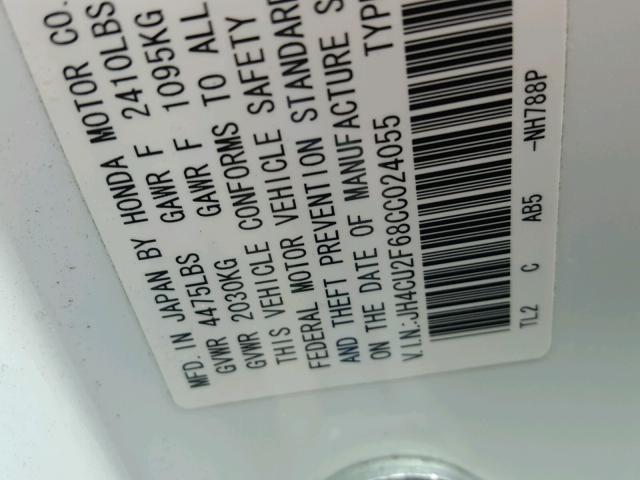 MFD. IN JAPAN BY HONDA MOTOR CO.
GVWR 4475LBS GAWR F 2410LBS
GVWR 2030KG GAWR F 1095KG
THIS VEHICLE CONFORMS TO ALL
FEDERAL MOTOR VEHICLE SAFETY
AND THEFT PREVENTION STANDARD
ON THE DATE OF MANUFACTURE S
V.I.N.:JH4CU2F68CC024055 TYPE
TL2 C AB5 -NH788P